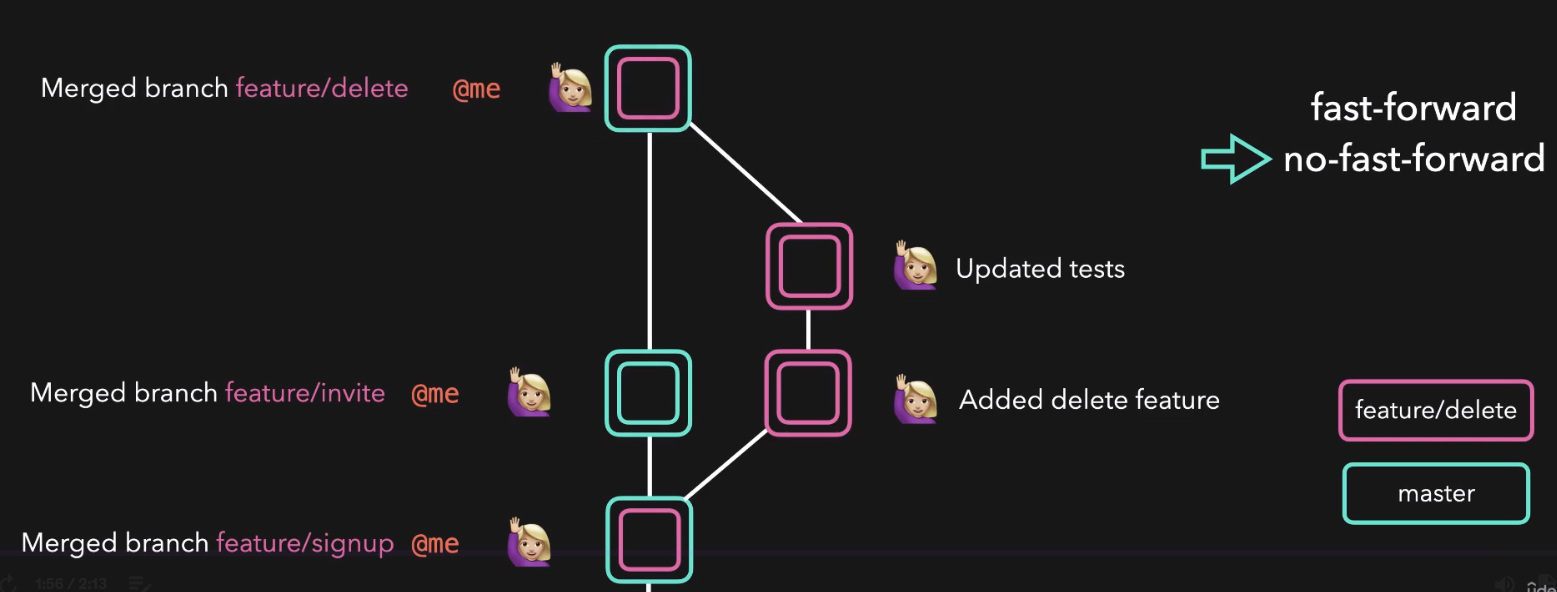 Merged branch feature/delete @me
fast-forward
no-fast-forward
Updated tests
Merged branch feature/invite @me
Added delete feature
feature/delete
master
Merged branch feature/signup @me
1:56 / 2:13